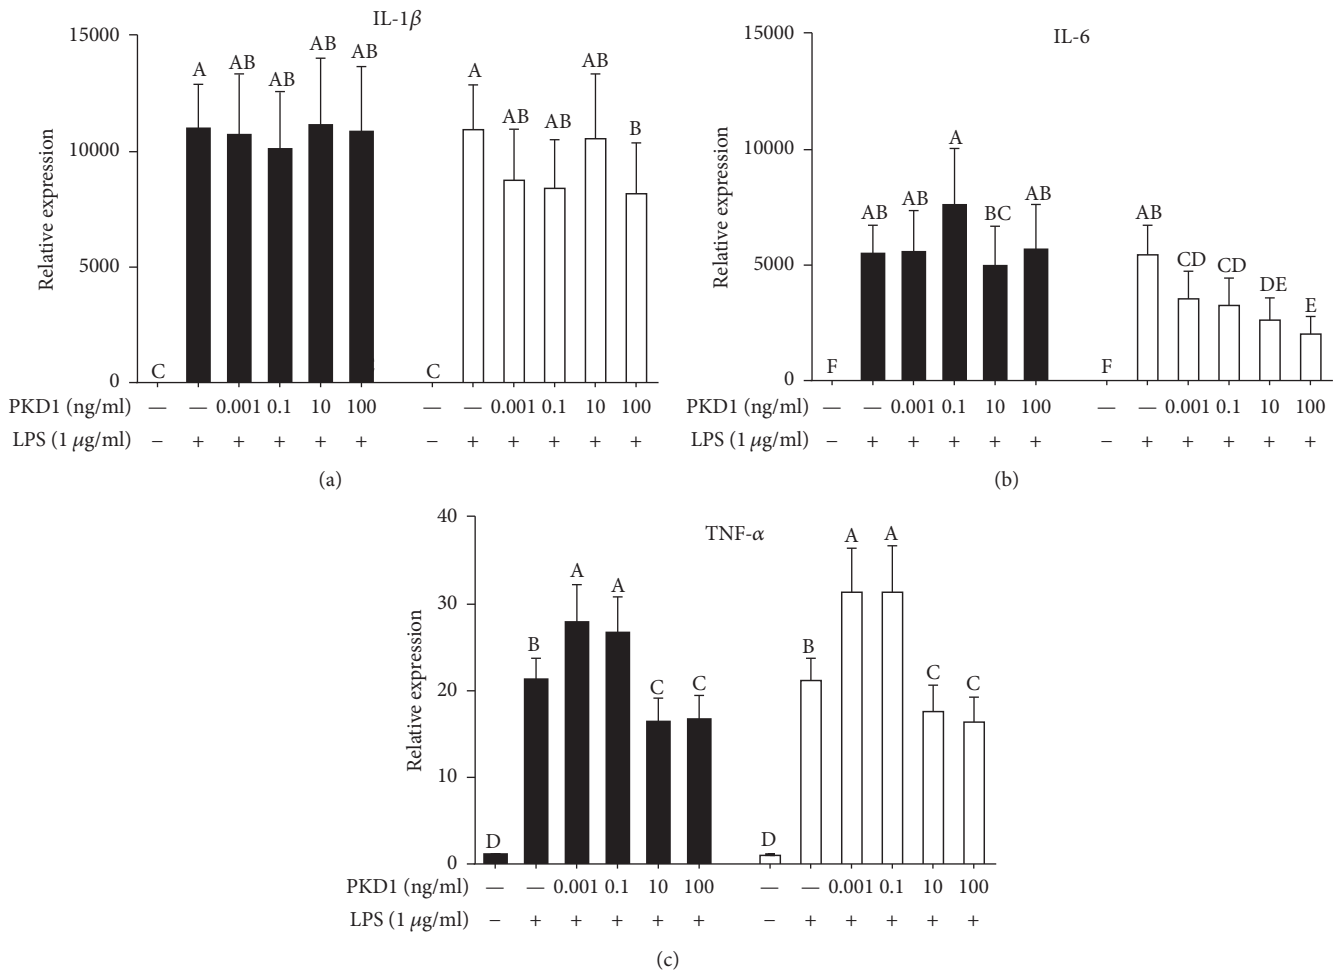 IL-1β
15000
10000
5000
0
Relative expression
A AB AB AB AB A AB AB AB B
C C
PKD1 (ng/ml) — — 0.001 0.1 10 100 — — 0.001 0.1 10 100
LPS (1 µg/ml) – + + + + + – + + + + +
(a)
IL-6
15000
10000
5000
0
Relative expression
F AB AB A BC AB F AB CD CD DE E
PKD1 (ng/ml) — — 0.001 0.1 10 100 — — 0.001 0.1 10 100
LPS (1 µg/ml) – + + + + + – + + + + +
(b)
TNF-α
40
30
20
10
0
Relative expression
D B A A C C D B A A C C
PKD1 (ng/ml) — — 0.001 0.1 10 100 — — 0.001 0.1 10 100
LPS (1 µg/ml) – + + + + + – + + + + +
(c)